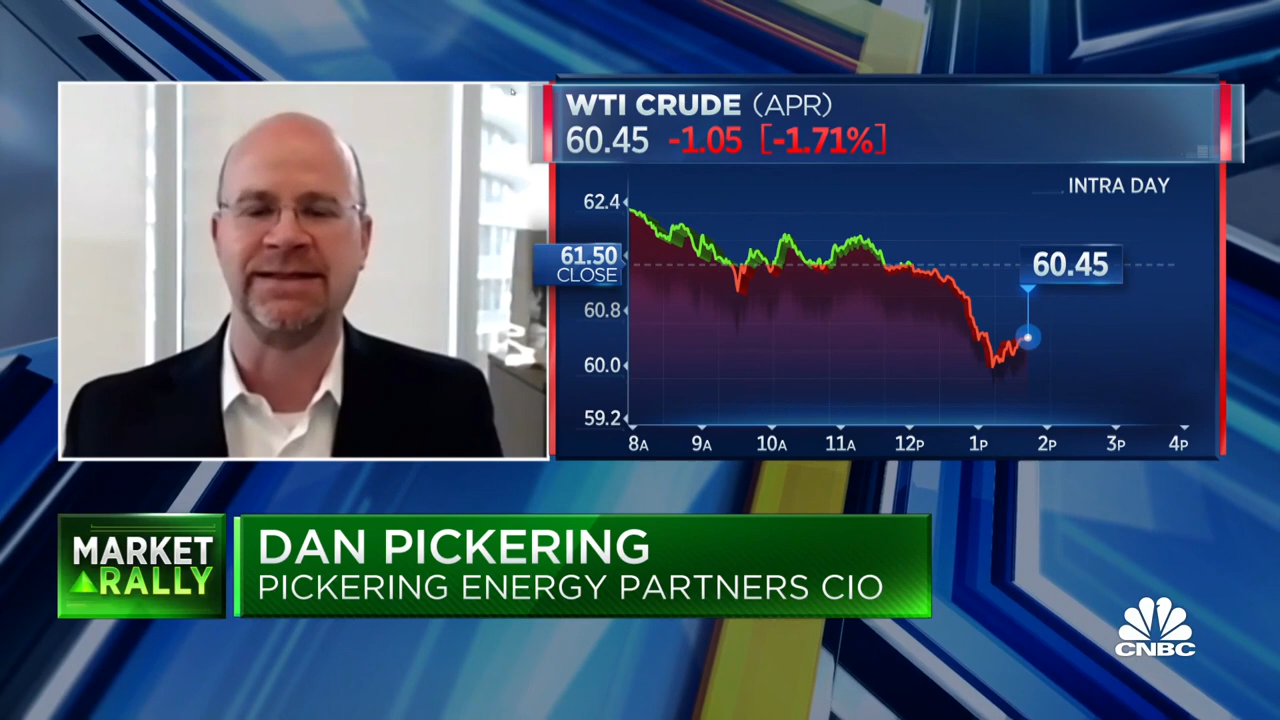 WTI CRUDE (APR)
60.45 -1.05 [-1.71%]
INTRA DAY
62.4
61.50
CLOSE
60.45
60.8
60.0
59.2
8A 9A 10A 11A 12P 1P 2P 3P 4P
MARKET
RALLY
DAN PICKERING
PICKERING ENERGY PARTNERS CIO
CNBC